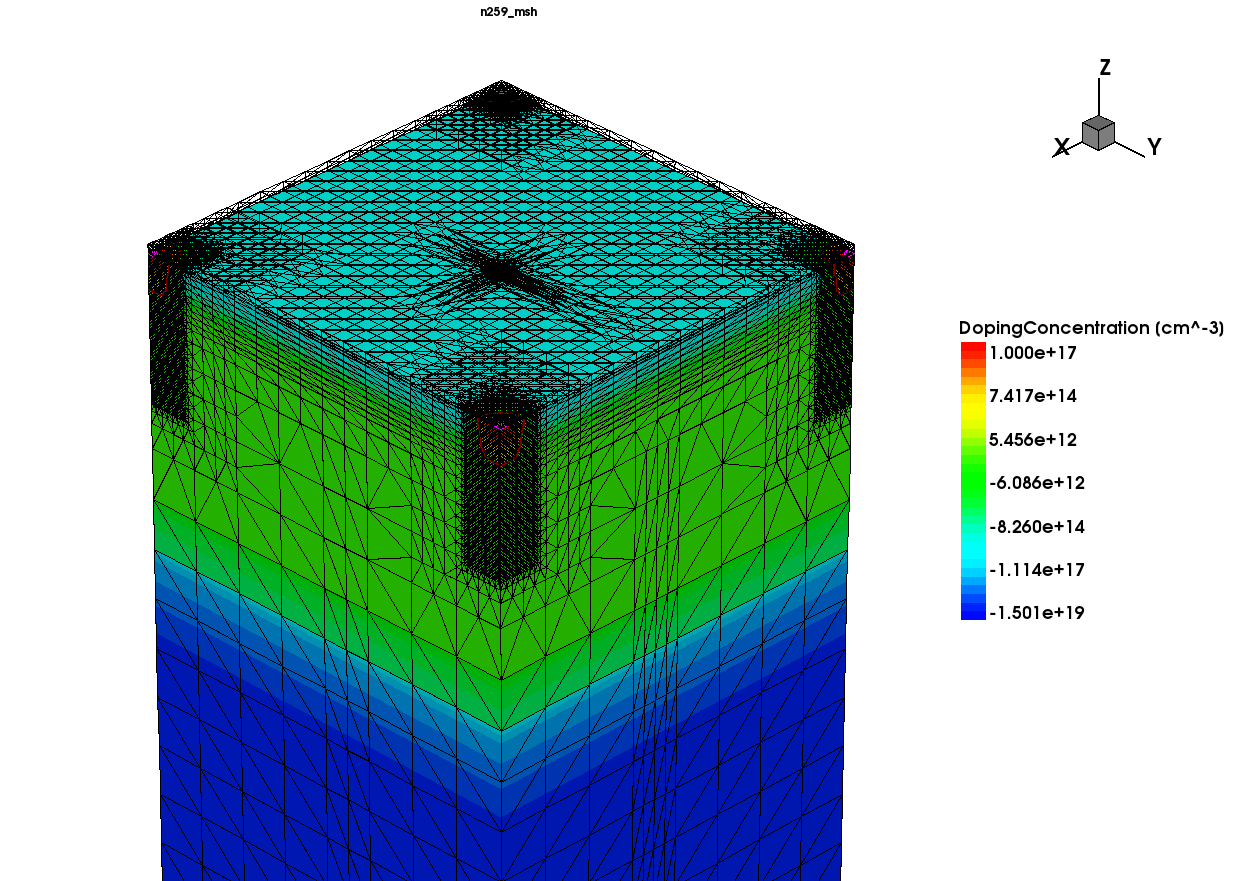 n259_msh
Z
X
Y
DopingConcentration (cm^-3)
1.000e+17
7.417e+14
5.456e+12
-6.086e+12
-8.260e+14
-1.114e+17
-1.501e+19